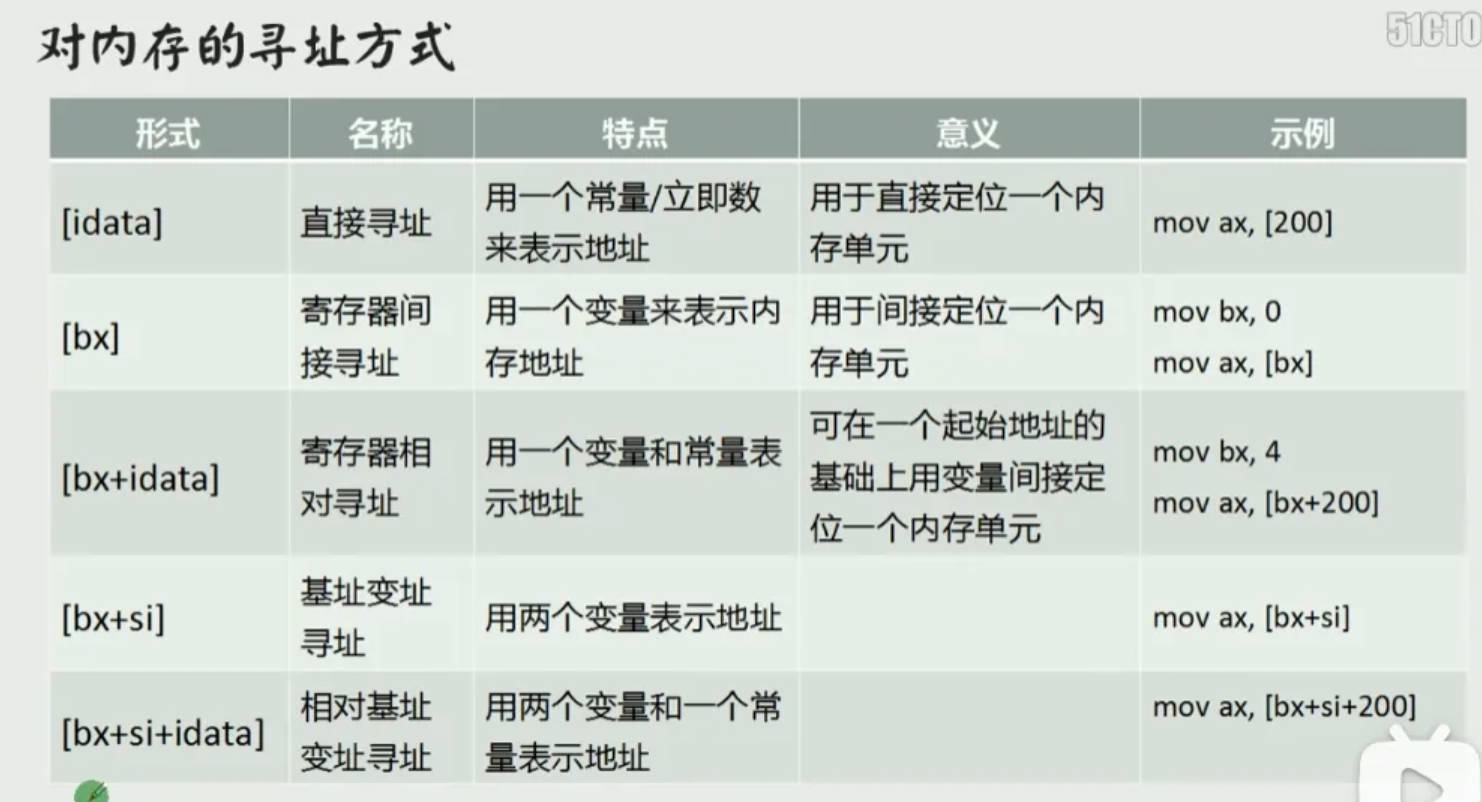 对内存的寻址方式
51CTO
形式 名称 特点 意义 示例
[idata] 直接寻址 用一个常量/立即数
来表示地址 用于直接定位一个内
存单元 mov ax, [200]
[bx] 寄存器间
接寻址 用一个变量来表示内
存地址 用于间接定位一个内
存单元 mov bx, 0
mov ax, [bx]
[bx+idata] 寄存器相
对寻址 用一个变量和常量表
示地址 可在一个起始地址的
基础上用变量间接定
位一个内存单元 mov bx, 4
mov ax, [bx+200]
[bx+si] 基址变址
寻址 用两个变量表示地址 mov ax, [bx+si]
[bx+si+idata] 相对基址
变址寻址 用两个变量和一个常
量表示地址 mov ax, [bx+si+200]